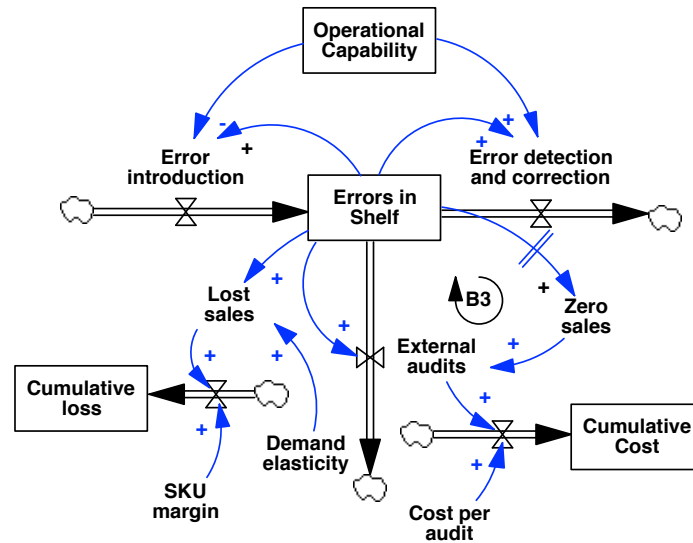 Operational
Capability
-
+
+
+
Error
introduction
Error detection
and correction
Errors in
Shelf
+
Lost
sales
+
B3
+
Zero
sales
+
+
External
audits
+
+
Cumulative
loss
+
+
Demand
elasticity
+
Cumulative
Cost
SKU
margin
Cost per
audit